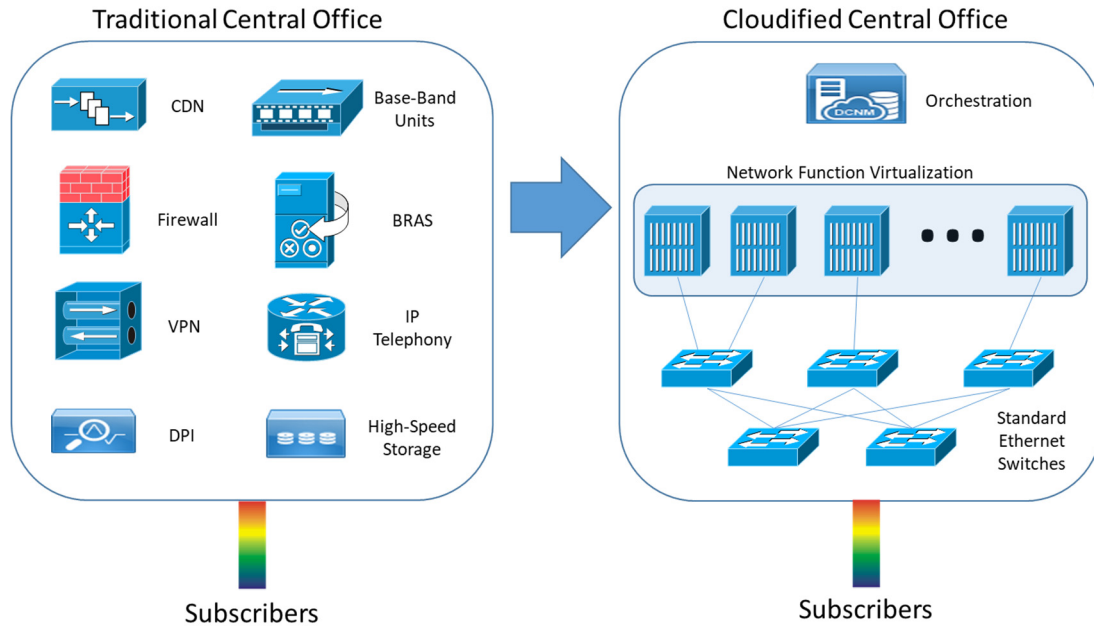 Traditional Central Office
CDN
Base-Band
Units
Firewall
BRAS
VPN
IP
Telephony
DPI
High-Speed
Storage
Subscribers
Cloudified Central Office
DCNM
Orchestration
Network Function Virtualization
Standard
Ethernet
Switches
Subscribers